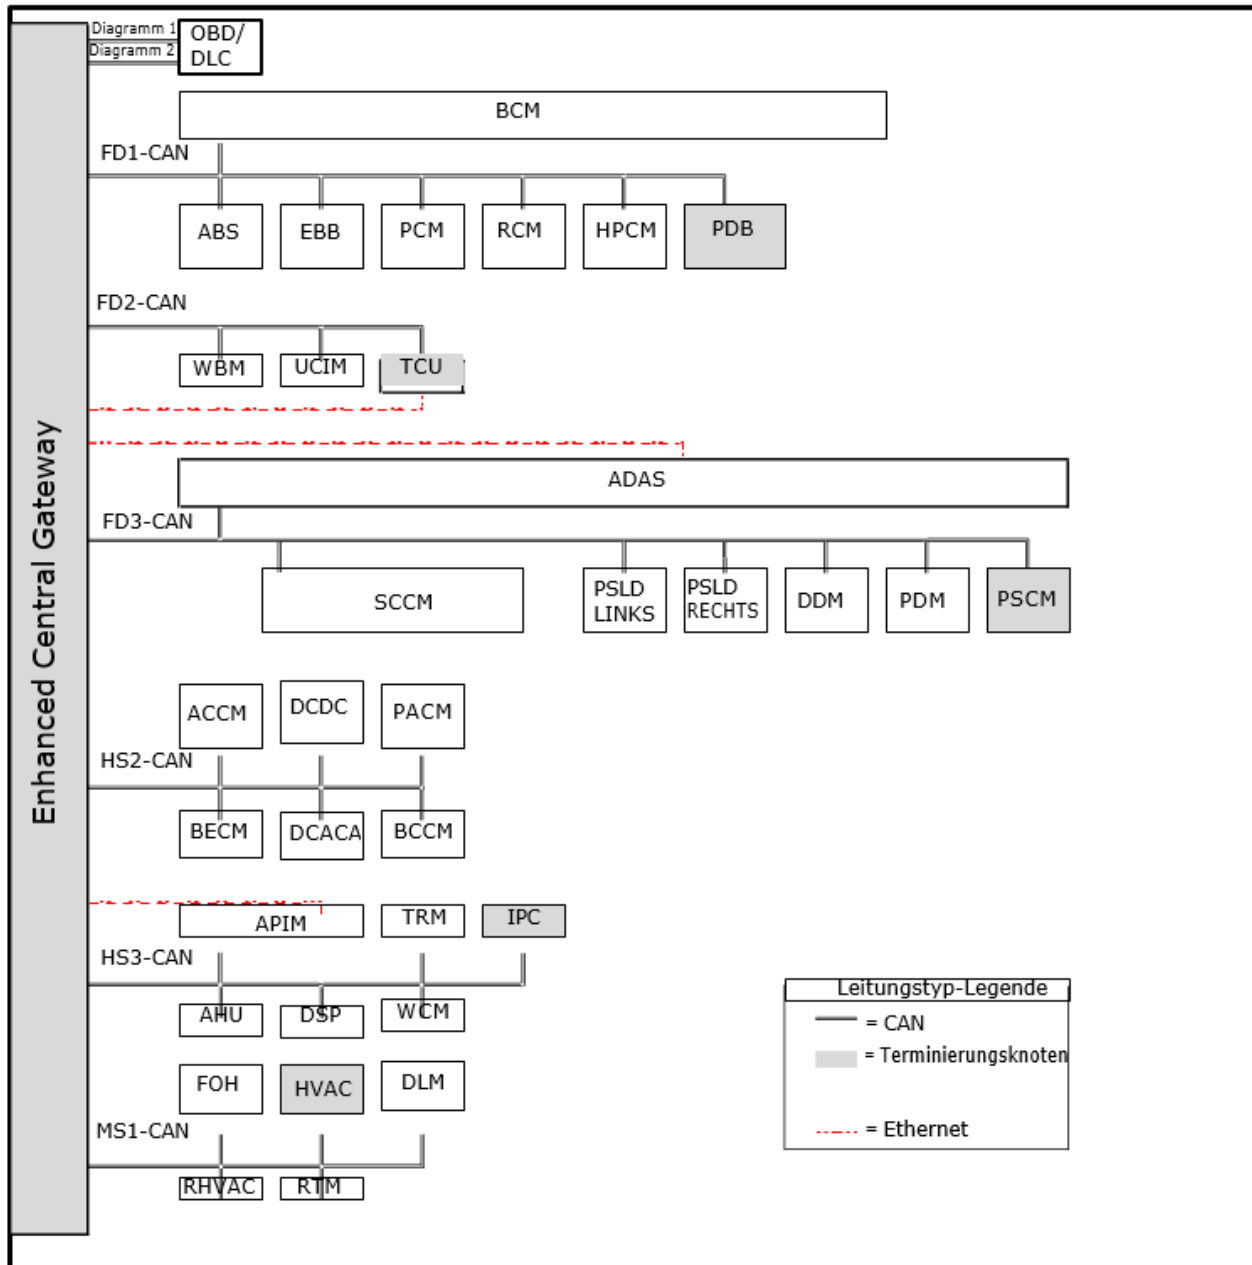 Diagramm 1
Diagramm 2
OBD/
DLC
BCM
FD1-CAN
ABS
EBB
PCM
RCM
HPCM
PDB
FD2-CAN
WBM
UCIM
TCU
Enhanced Central Gateway
ADAS
FD3-CAN
SCCM
PSLD
LINKS
PSLD
RECHTS
DDM
PDM
PSCM
ACCM
DCDC
PACM
HS2-CAN
BECM
DCACA
BCCM
APIM
TRM
IPC
HS3-CAN
AHU
DSP
WCM
FOH
HVAC
DLM
MS1-CAN
RHVAC
RTM
Leitungstyp-Legende
= CAN
= Terminierungsknoten
= Ethernet